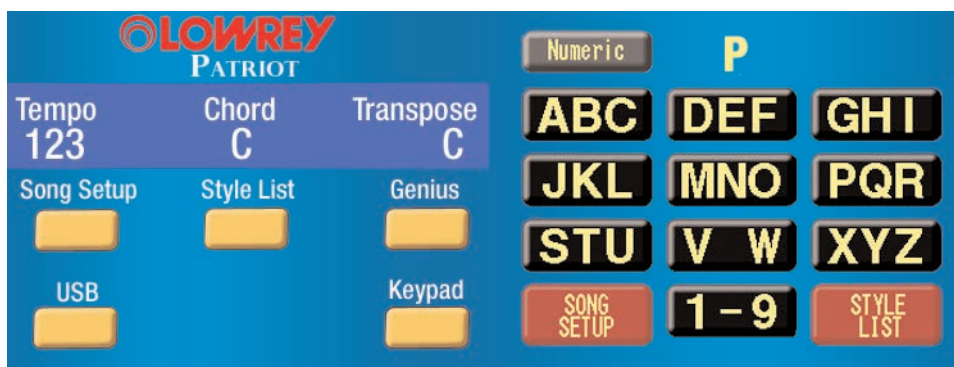 LOWREY
PATRIOT
Tempo Chord Transpose
123 C C
Song Setup Style List Genius
USB Keypad
Numeric P
ABC DEF GHI
JKL MNO PQR
STU V W XYZ
SONG SETUP 1-9 STYLE LIST